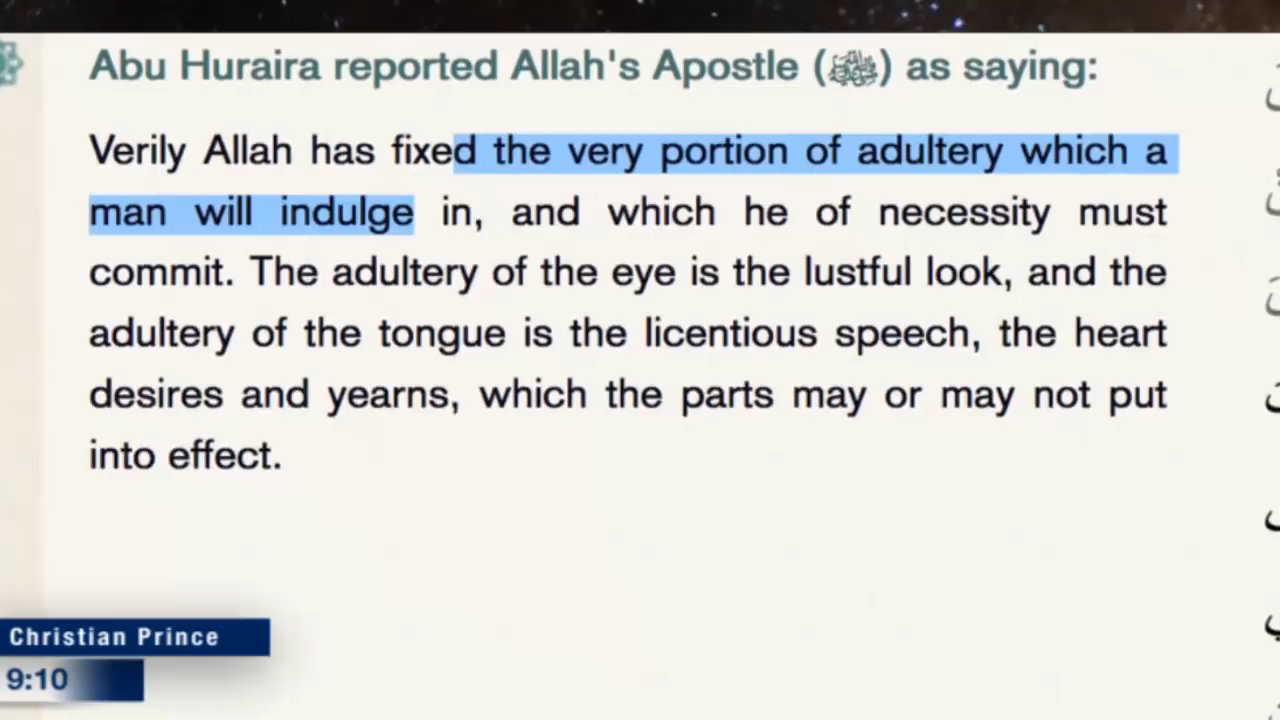 Abu Huraira reported Allah's Apostle (ﷺ) as saying:
Verily Allah has fixed the very portion of adultery which a
man will indulge in, and which he of necessity must
commit. The adultery of the eye is the lustful look, and the
adultery of the tongue is the licentious speech, the heart
desires and yearns, which the parts may or may not put
into effect.
Christian Prince
9:10